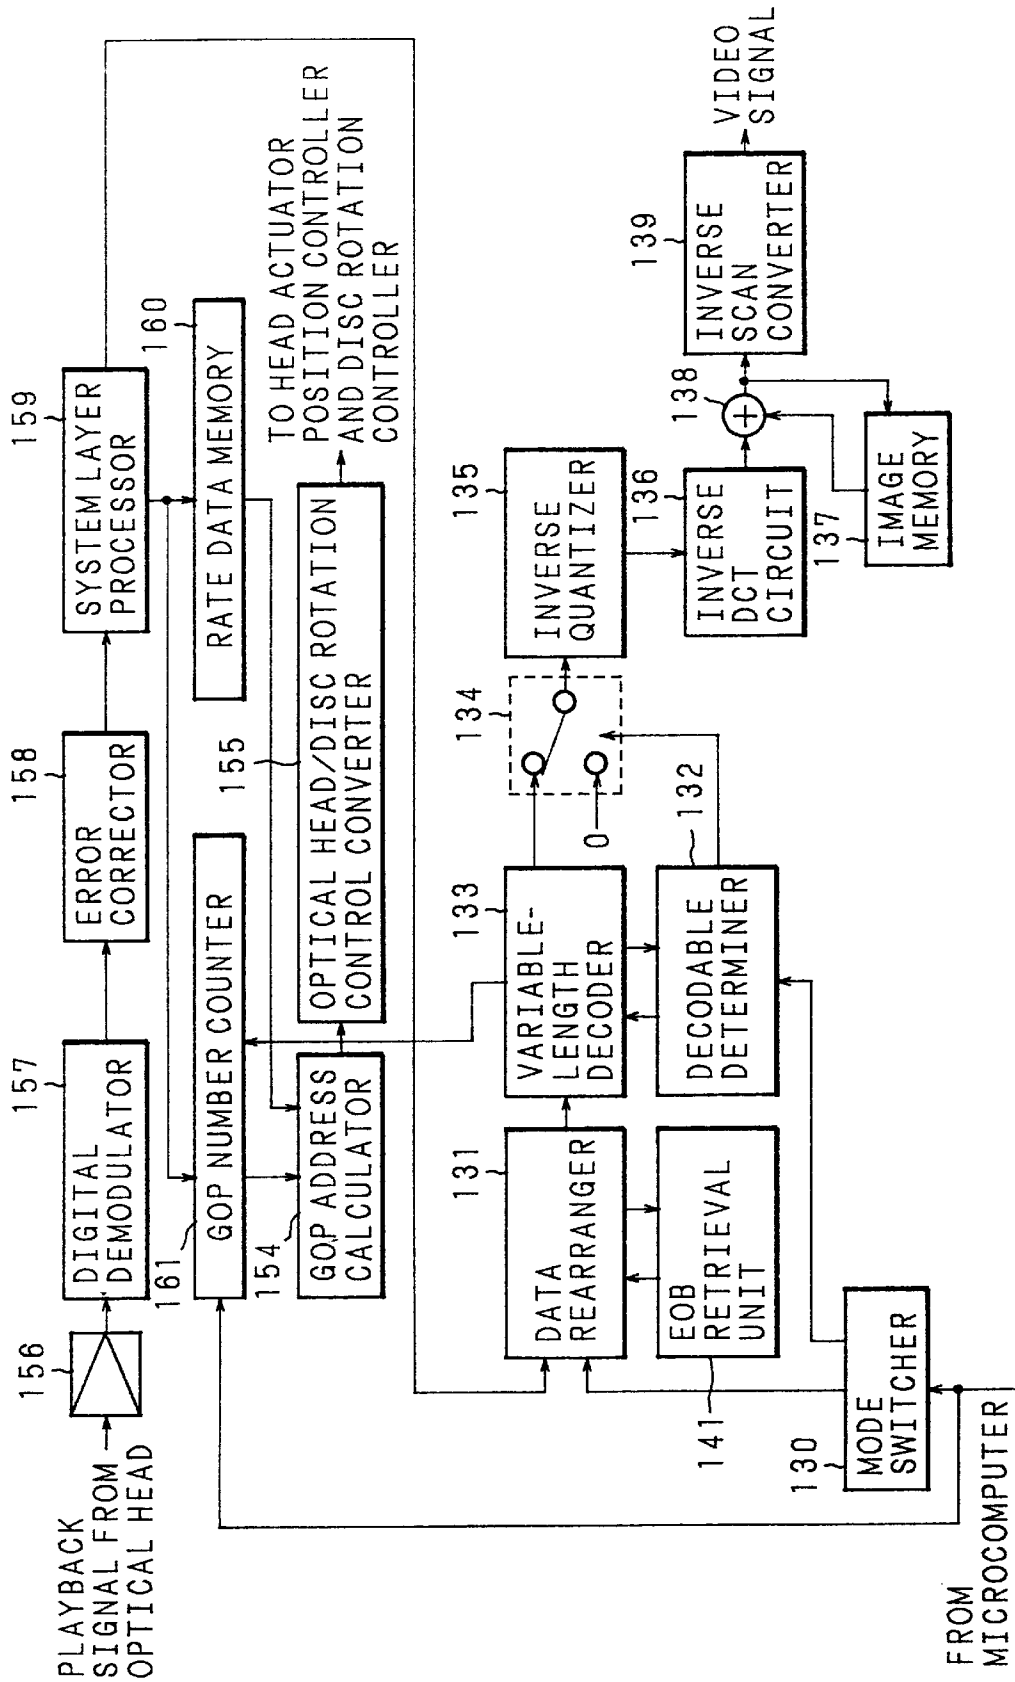 PLAYBACK
SIGNAL FROM
OPTICAL HEAD
156
157
DIGITAL
DEMODULATOR
158
ERROR
CORRECTOR
159
SYSTEM LAYER
PROCESSOR
161
GOP NUMBER COUNTER
160
RATE DATA MEMORY
154
GOP ADDRESS
CALCULATOR
155
OPTICAL HEAD/DISC ROTATION
CONTROL CONVERTER
TO HEAD ACTUATOR
POSITION CONTROLLER
AND DISC ROTATION
CONTROLLER
131
DATA
REARRANGER
133
VARIABLE-
LENGTH
DECODER
134
0
135
INVERSE
QUANTIZER
141
EOB
RETRIEVAL
UNIT
132
DECODABLE
DETERMINER
136
INVERSE
DCT
CIRCUIT
138
139
INVERSE
SCAN
CONVERTER
VIDEO
SIGNAL
137
IMAGE
MEMORY
130
MODE
SWITCHER
FROM
MICROCOMPUTER